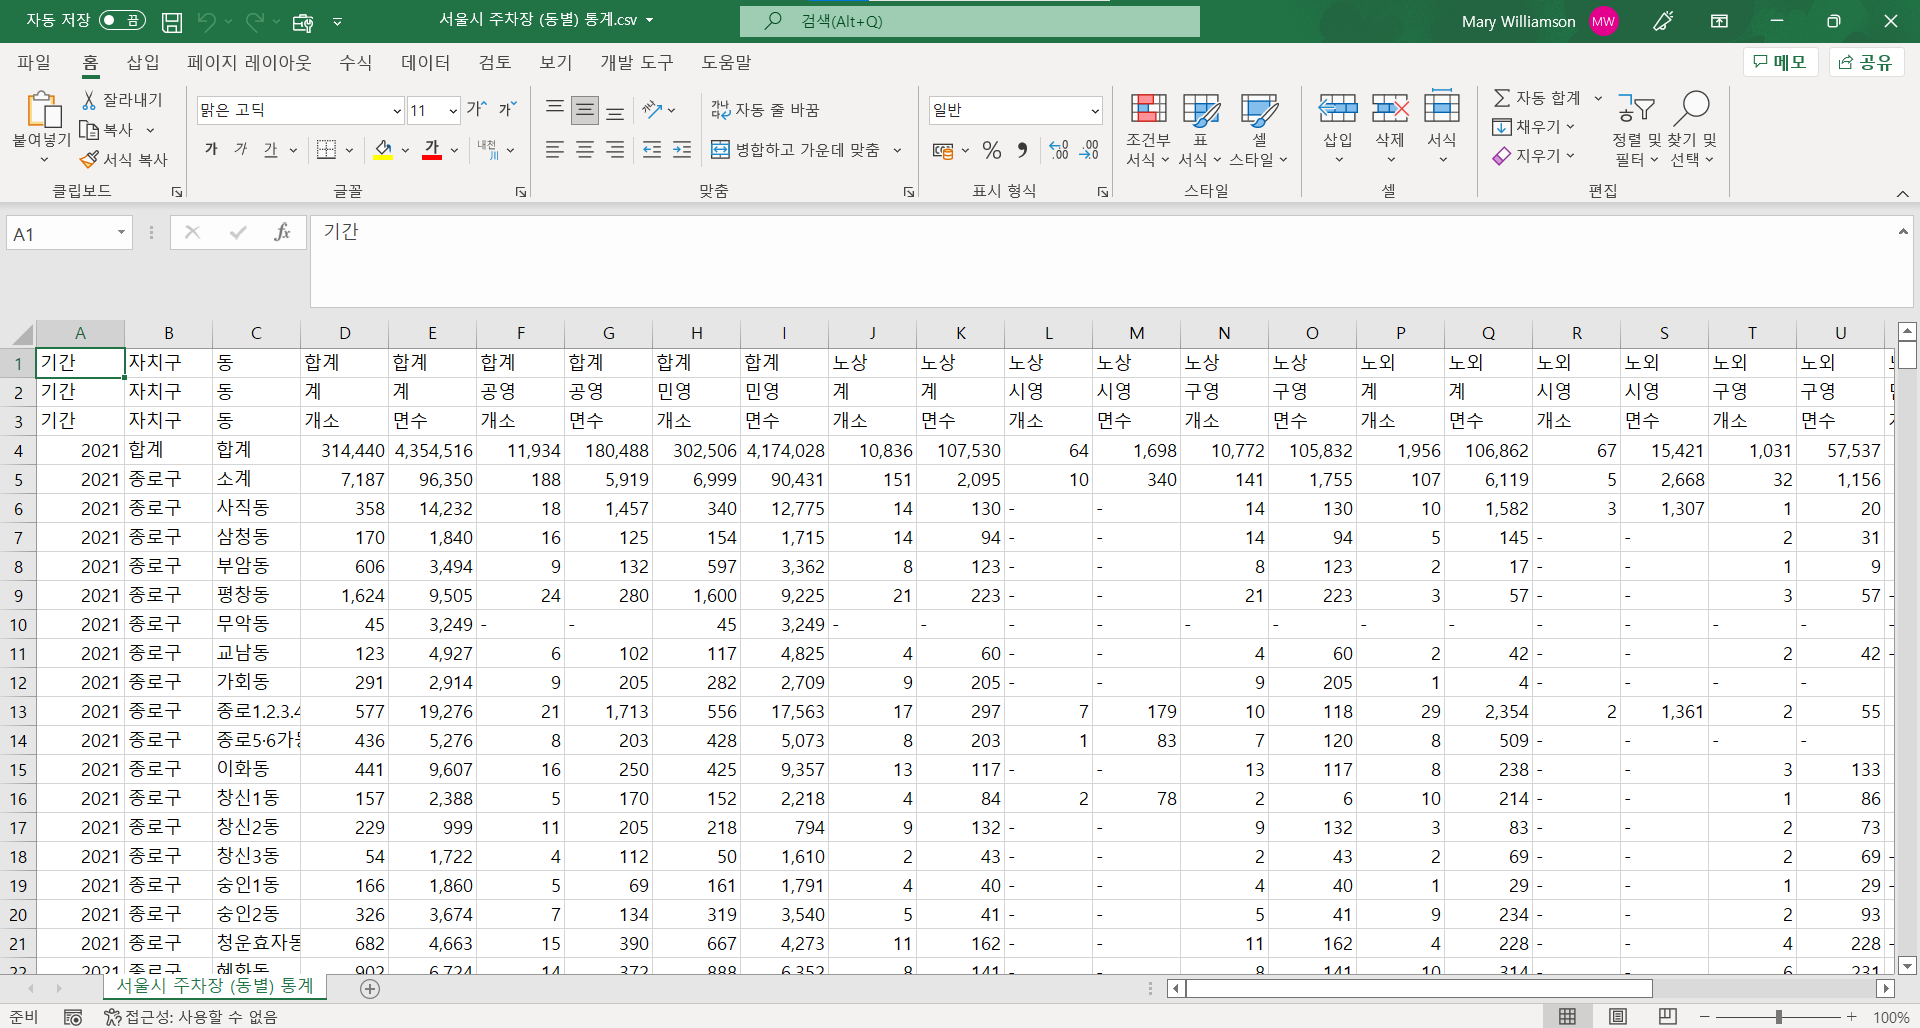 자동 저장 끔 서울시 주차장 (동별) 통계.csv 검색(Alt+Q) Mary Williamson MW
파일 홈 삽입 페이지 레이아웃 수식 데이터 검토 보기 개발 도구 도움말 메모 공유
붙여넣기 잘라내기 복사 서식 복사 클립보드
맑은 고딕 11 가 가 가 가 가 가 가 내천 글꼴
가나다 자동 줄 바꿈 병합하고 가운데 맞춤 맞춤
일반 % .00 .00 표시 형식
조건부 서식 표 서식 셀 스타일 스타일
삽입 삭제 서식 셀
자동 합계 채우기 지우기 정렬 및 필터 찾기 및 선택 편집
A1 fx 기간
A B C D E F G H I J K L M N O P Q R S T U
1 기간 자치구 동 합계 합계 합계 합계 합계 합계 노상 노상 노상 노상 노상 노상 노외 노외 노외 노외 노외 노외
2 기간 자치구 동 계 계 공영 공영 민영 민영 계 계 시영 시영 구영 구영 계 계 시영 시영 구영 구영
3 기간 자치구 동 개소 면수 개소 면수 개소 면수 개소 면수 개소 면수 개소 면수 개소 면수 개소 면수 개소 면수
4 2021 합계 합계 314,440 4,354,516 11,934 180,488 302,506 4,174,028 10,836 107,530 64 1,698 10,772 105,832 1,956 106,862 67 15,421 1,031 57,537
5 2021 종로구 소계 7,187 96,350 188 5,919 6,999 90,431 151 2,095 10 340 141 1,755 107 6,119 5 2,668 32 1,156
6 2021 종로구 사직동 358 14,232 18 1,457 340 12,775 14 130 - - 14 130 10 1,582 3 1,307 1 20
7 2021 종로구 삼청동 170 1,840 16 125 154 1,715 14 94 - - 14 94 5 145 - - 2 31
8 2021 종로구 부암동 606 3,494 9 132 597 3,362 8 123 - - 8 123 2 17 - - 1 9
9 2021 종로구 평창동 1,624 9,505 24 280 1,600 9,225 21 223 - - 21 223 3 57 - - 3 57 -
10 2021 종로구 무악동 45 3,249 - - 45 3,249 - - - - - - - - - - - - -
11 2021 종로구 교남동 123 4,927 6 102 117 4,825 4 60 - - 4 60 2 42 - - 2 42 -
12 2021 종로구 가회동 291 2,914 9 205 282 2,709 9 205 - - 9 205 1 4 - - - -
13 2021 종로구 종로1.2.3.4 577 19,276 21 1,713 556 17,563 17 297 7 179 10 118 29 2,354 2 1,361 2 55
14 2021 종로구 종로5·6가동 436 5,276 8 203 428 5,073 8 203 1 83 7 120 8 509 - - - -
15 2021 종로구 이화동 441 9,607 16 250 425 9,357 13 117 - - 13 117 8 238 - - 3 133
16 2021 종로구 창신1동 157 2,388 5 170 152 2,218 4 84 2 78 2 6 10 214 - - 1 86
17 2021 종로구 창신2동 229 999 11 205 218 794 9 132 - - 9 132 3 83 - - 2 73
18 2021 종로구 창신3동 54 1,722 4 112 50 1,610 2 43 - - 2 43 2 69 - - 2 69 -
19 2021 종로구 숭인1동 166 1,860 5 69 161 1,791 4 40 - - 4 40 1 29 - - 1 29 -
20 2021 종로구 숭인2동 326 3,674 7 134 319 3,540 5 41 - - 5 41 9 234 - - 2 93
21 2021 종로구 청운효자동 682 4,663 15 390 667 4,273 11 162 - - 11 162 4 228 - - 4 228 -
22 2021 종로구 혜화동 902 6,724 14 372 888 6,352 8 141 - - 8 141 10 314 - - 6 231
서울시 주차장 (동별) 통계
준비 접근성: 사용할 수 없음 100%